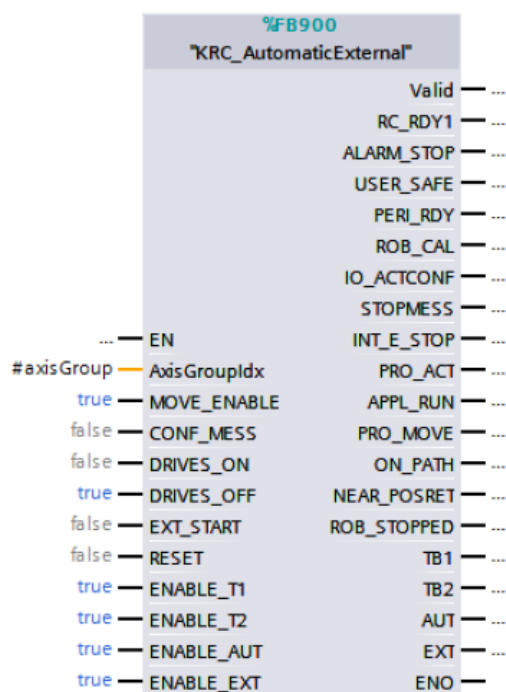 %FB900
"KRC_AutomaticExternal"
Valid ...
RC_RDY1 ...
ALARM_STOP ...
USER_SAFE ...
PERI_RDY ...
ROB_CAL ...
IO_ACTCONF ...
STOPMESS ...
... EN INT_E_STOP ...
#axisGroup AxisGroupIdx PRO_ACT ...
true MOVE_ENABLE APPL_RUN ...
false CONF_MESS PRO_MOVE ...
false DRIVES_ON ON_PATH ...
true DRIVES_OFF NEAR_POSRET ...
false EXT_START ROB_STOPPED ...
false RESET TB1 ...
true ENABLE_T1 TB2 ...
true ENABLE_T2 AUT ...
true ENABLE_AUT EXT ...
true ENABLE_EXT ENO